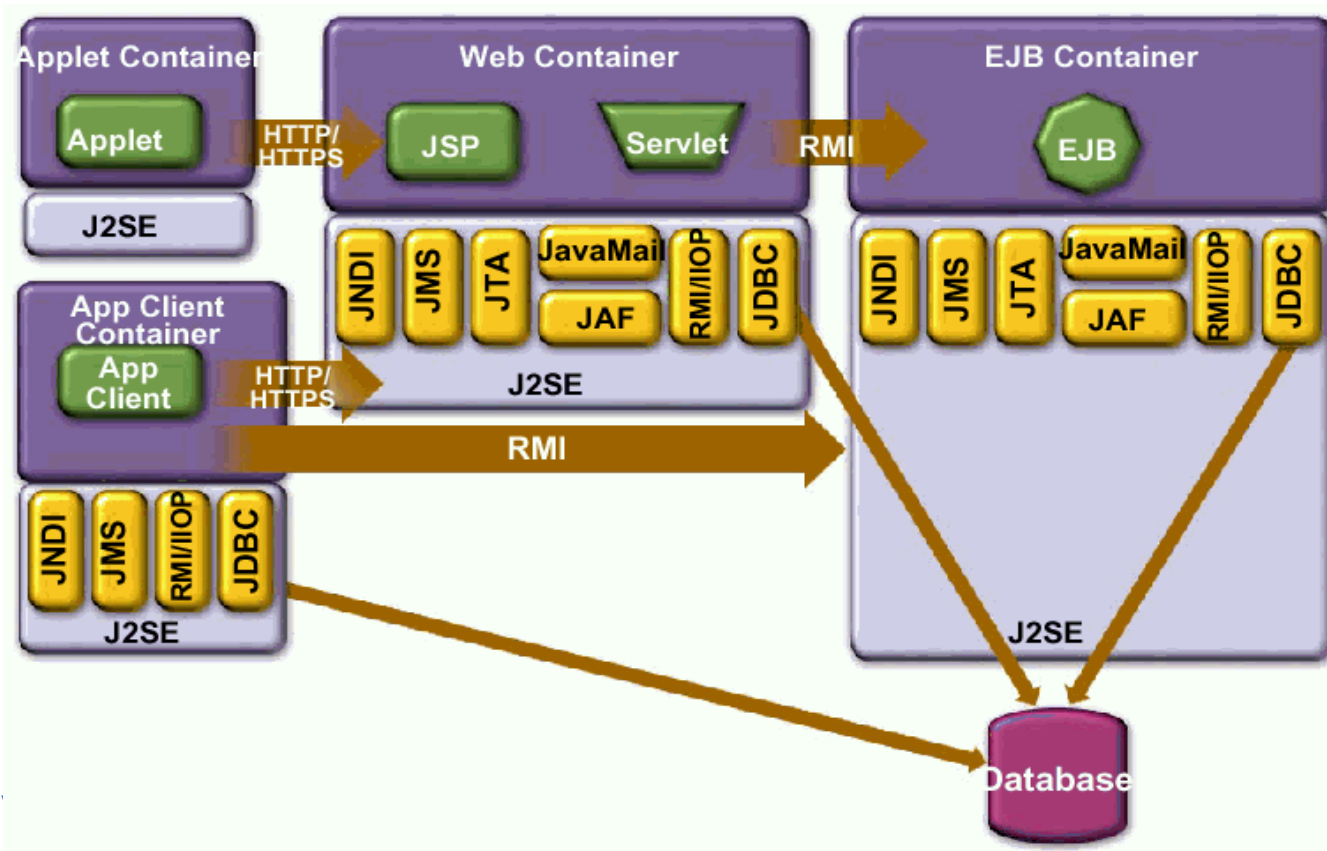 Applet Container
Applet
J2SE
HTTP/
HTTPS
Web Container
JSP
Servlet
JNDI
JMS
JTA
JavaMail
JAF
RMI/IIOP
JDBC
J2SE
RMI
EJB Container
EJB
JNDI
JMS
JTA
JavaMail
JAF
RMI/IIOP
JDBC
J2SE
App Client
Container
App
Client
HTTP/
HTTPS
RMI
JNDI
JMS
RMI/IIOP
JDBC
J2SE
Database